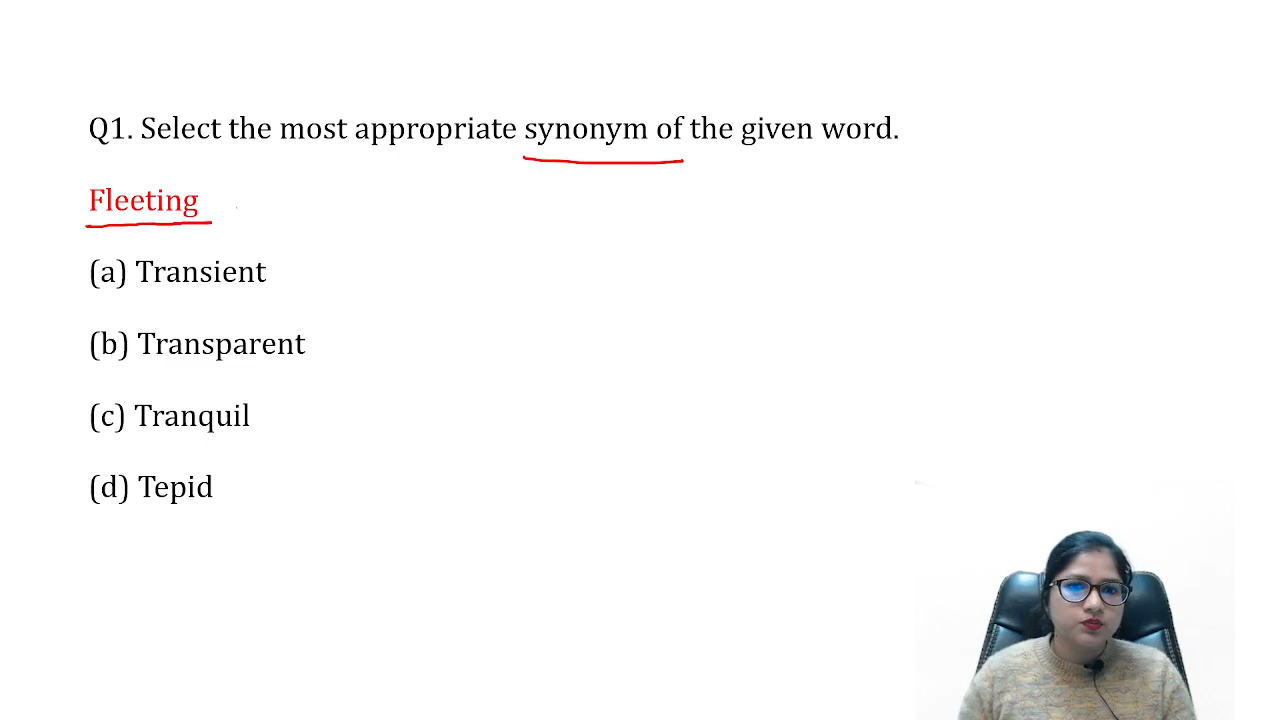 Q1. Select the most appropriate synonym of the given word.
Fleeting
(a) Transient
(b) Transparent
(c) Tranquil
(d) Tepid